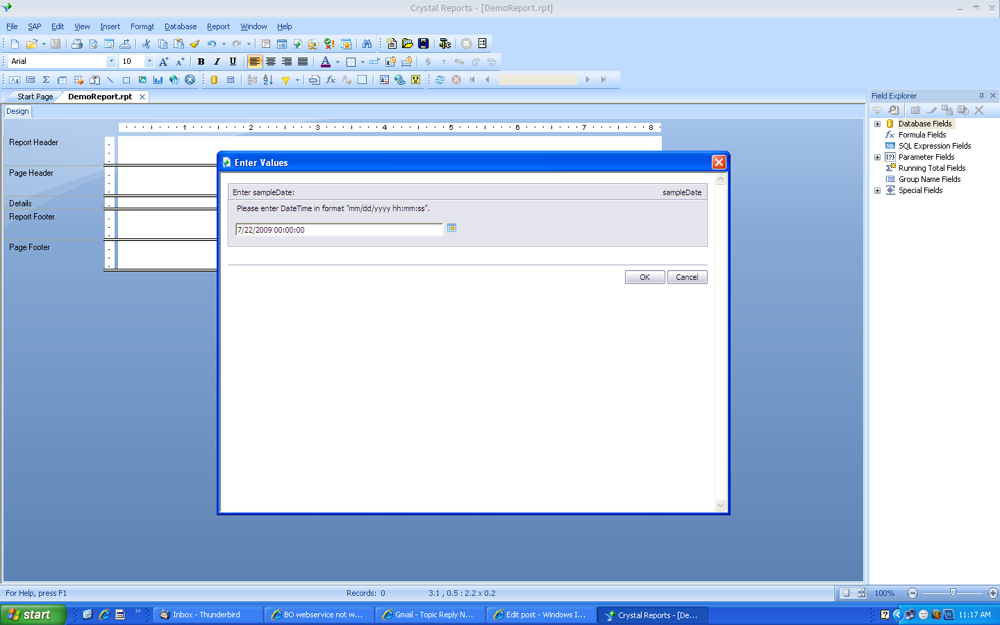 Crystal Reports - [DemoReport.rpt]
File SAP Edit View Insert Format Database Report Window Help
Arial 10 B I U A $ , %
Start Page DemoReport.rpt
Design
1 2 3 4 5 6 7 8
Report Header
Page Header
Details
Report Footer
Page Footer
Enter Values
Enter sampleDate: sampleDate
Please enter DateTime in format "mm/dd/yyyy hh:mm:ss".
7/22/2009 00:00:00
OK Cancel
Field Explorer
Database Fields
Formula Fields
SQL Expression Fields
Parameter Fields
Running Total Fields
Group Name Fields
Special Fields
For Help, press F1 Records: 0 3.1 , 0.5 : 2.2 x 0.2 100%
start Inbox - Thunderbird BO webservice not w... Gmail - Topic Reply N... Edit post - Windows I... Crystal Reports - [De... 11:17 AM